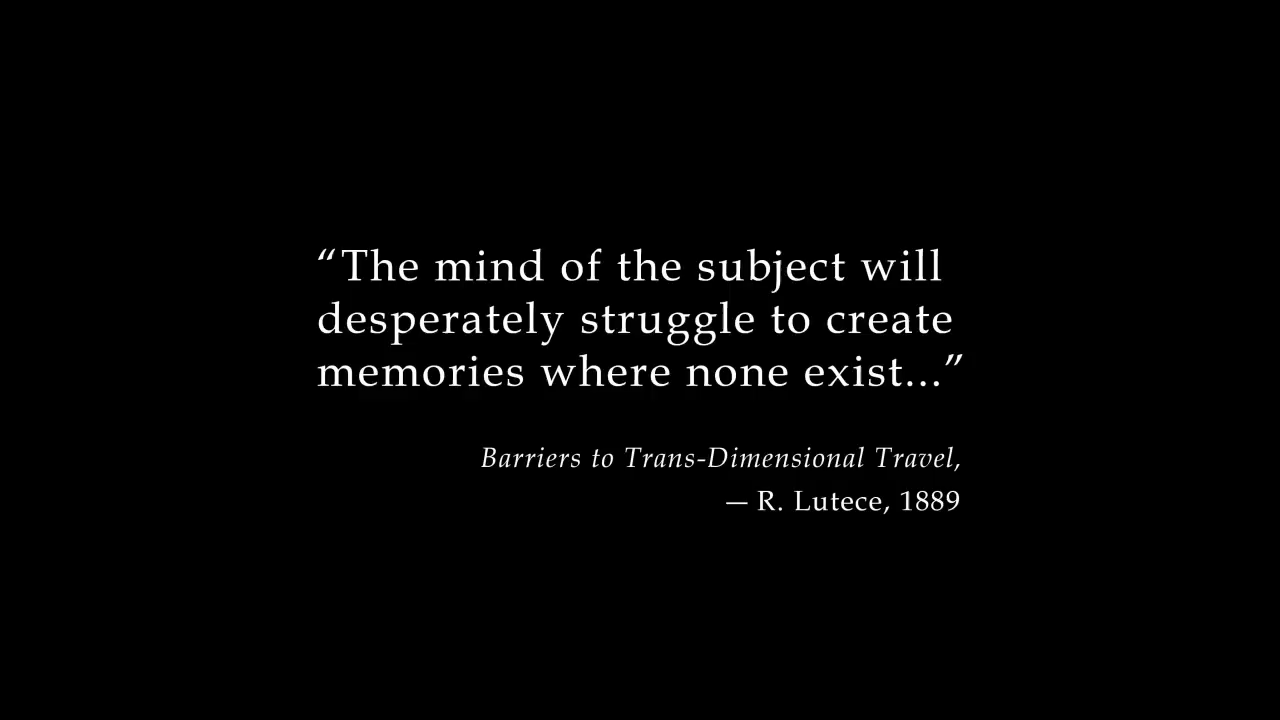 “The mind of the subject will
desperately struggle to create
memories where none exist...”
Barriers to Trans-Dimensional Travel,
— R. Lutece, 1889